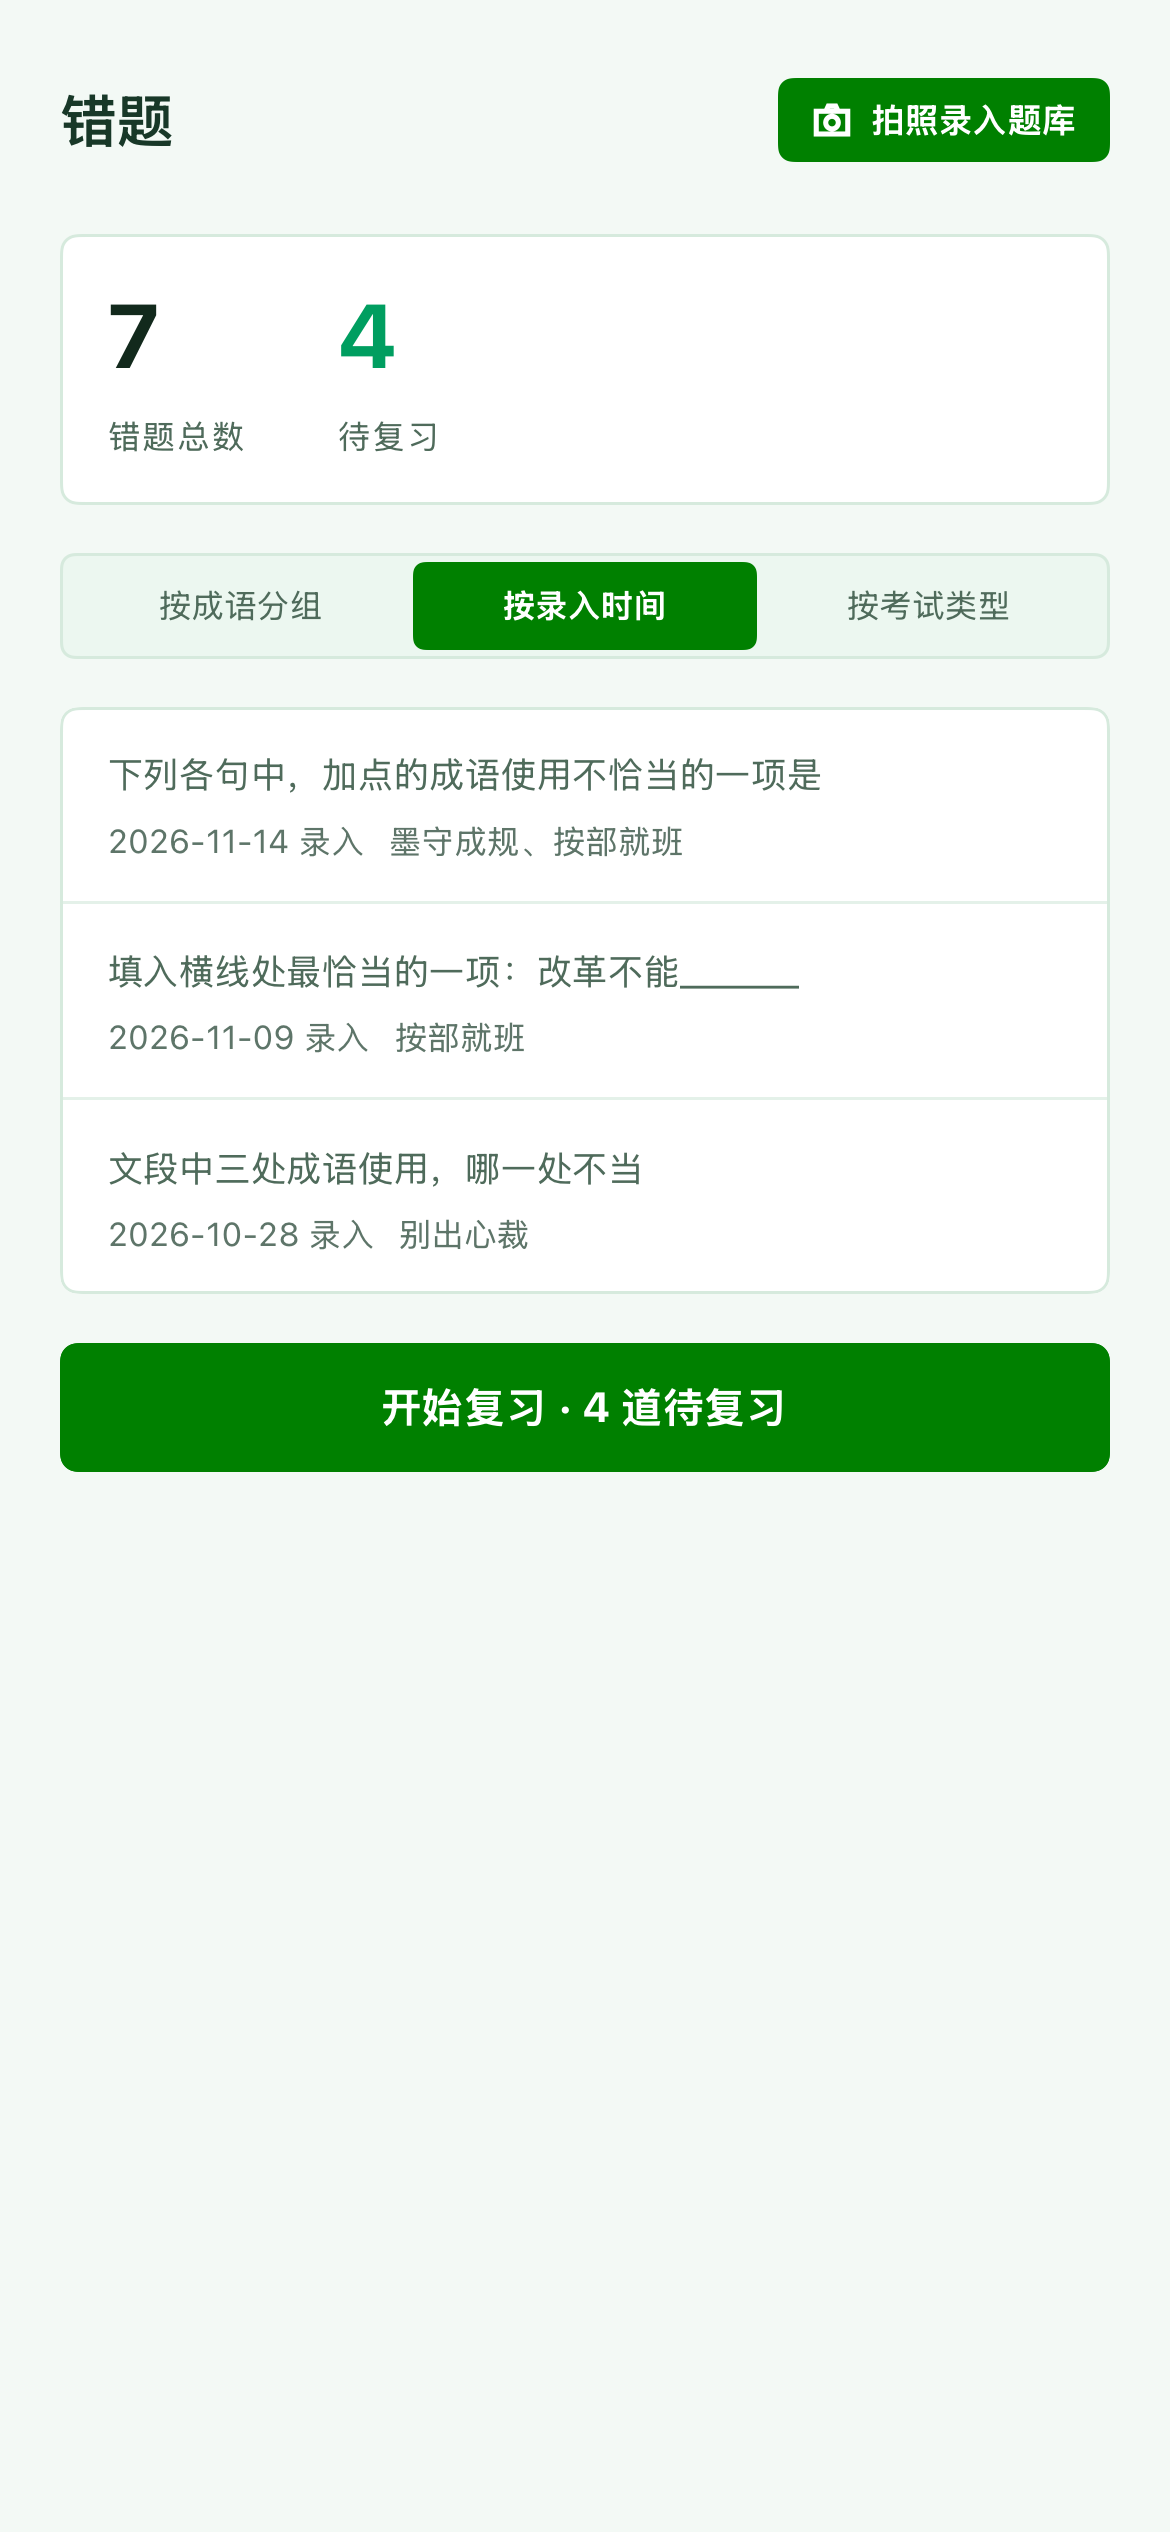 错题
拍照录入题库
7
4
错题总数
待复习
按成语分组
按录入时间
按考试类型
下列各句中，加点的成语使用不恰当的一项是
2026-11-14 录入 墨守成规、按部就班
填入横线处最恰当的一项：改革不能_______
2026-11-09 录入 按部就班
文段中三处成语使用，哪一处不当
2026-10-28 录入 别出心裁
开始复习 · 4 道待复习